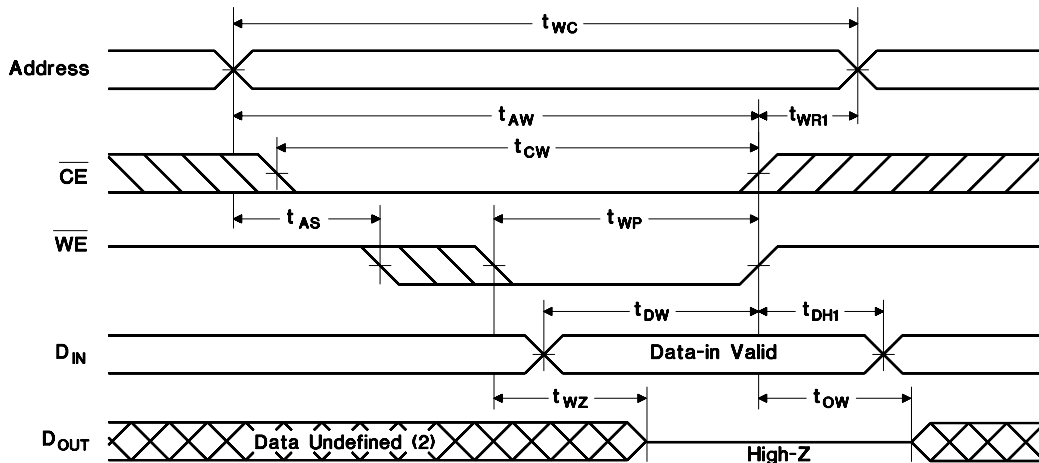 tWC
Address
tAW
tWR1
tCW
CE
tAS
tWP
WE
tDW
tDH1
DIN
Data-in Valid
tWZ
tOW
DOUT
Data Undefined (2)
High-Z